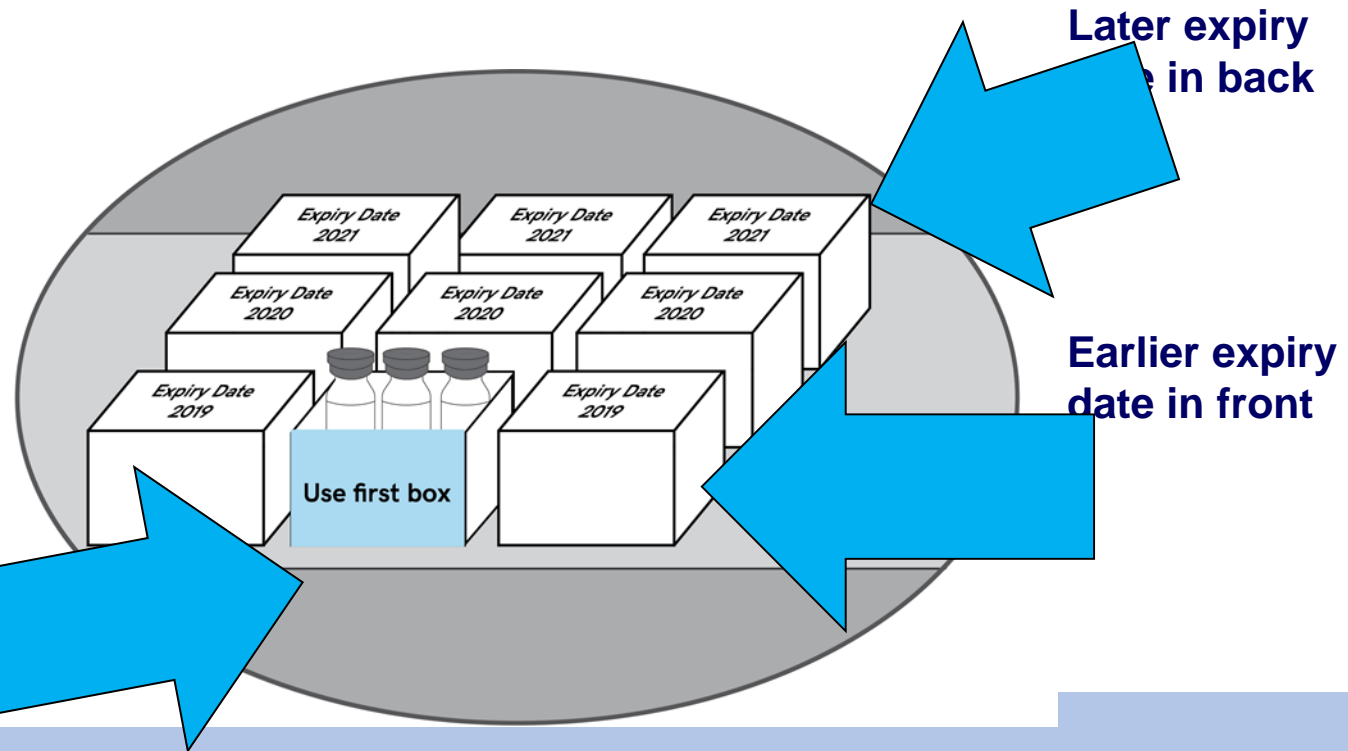 Later expiry
in back
Expiry Date
2021
Expiry Date
2021
Expiry Date
2021
Expiry Date
2020
Expiry Date
2020
Expiry Date
2020
Earlier expiry
date in front
Expiry Date
2019
Expiry Date
2019
Use first box